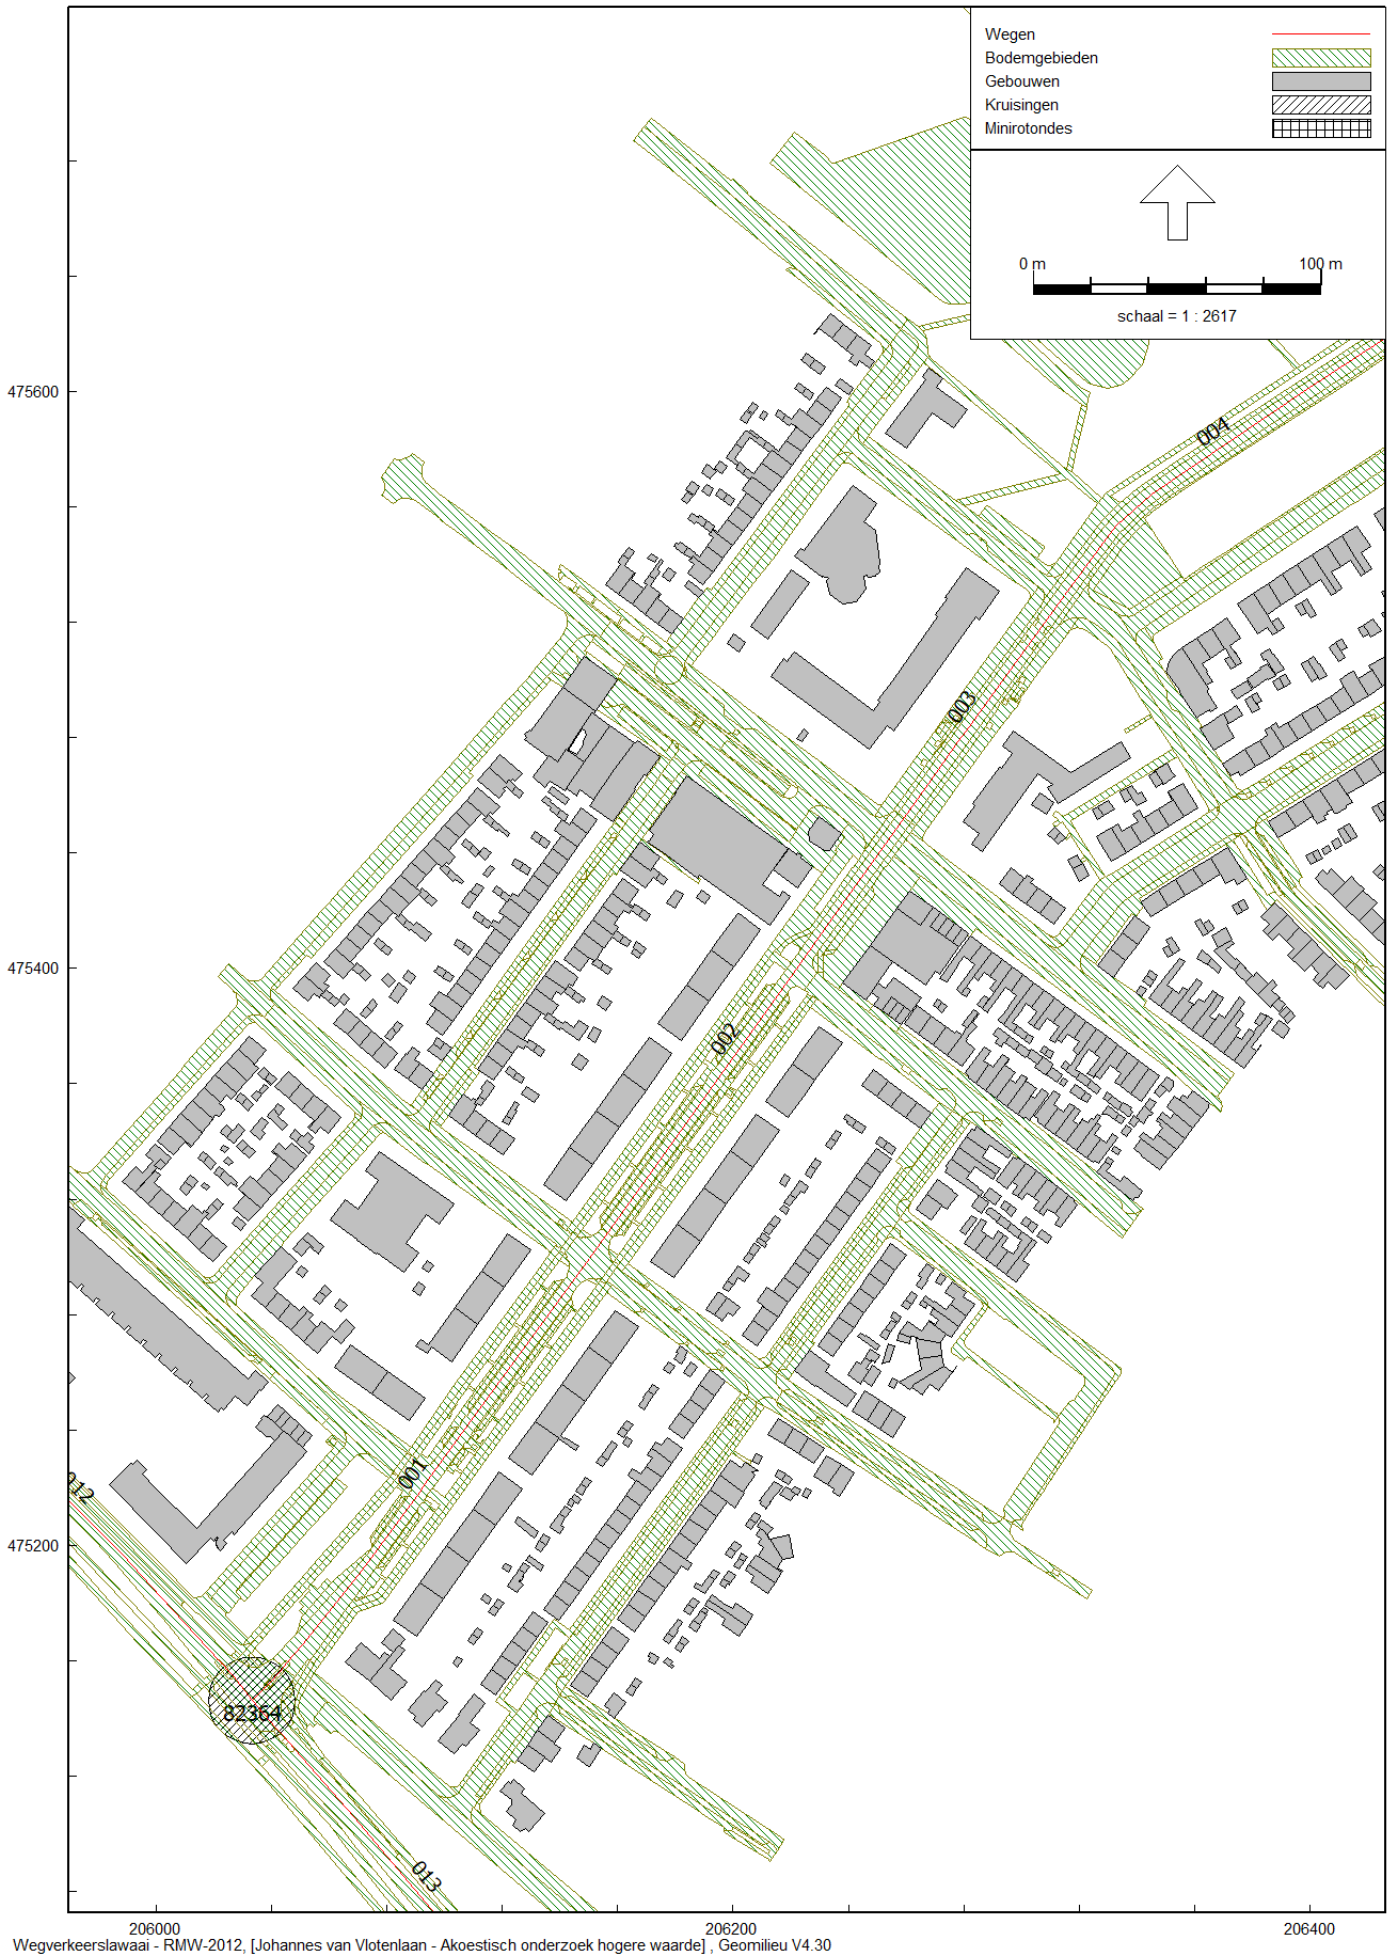 Wegen
Bodemgebieden
Gebouwen
Kruisingen
Minirotondes
0 m 100 m
schaal = 1 : 2617
475600
004
003
475400
002
001
012
475200
82364
013
206000 206200 206400
Wegverkeerslawaai - RMW-2012, [Johannes van Vlotenlaan - Akoestisch onderzoek hogere waarde] , Geomilieu V4.30